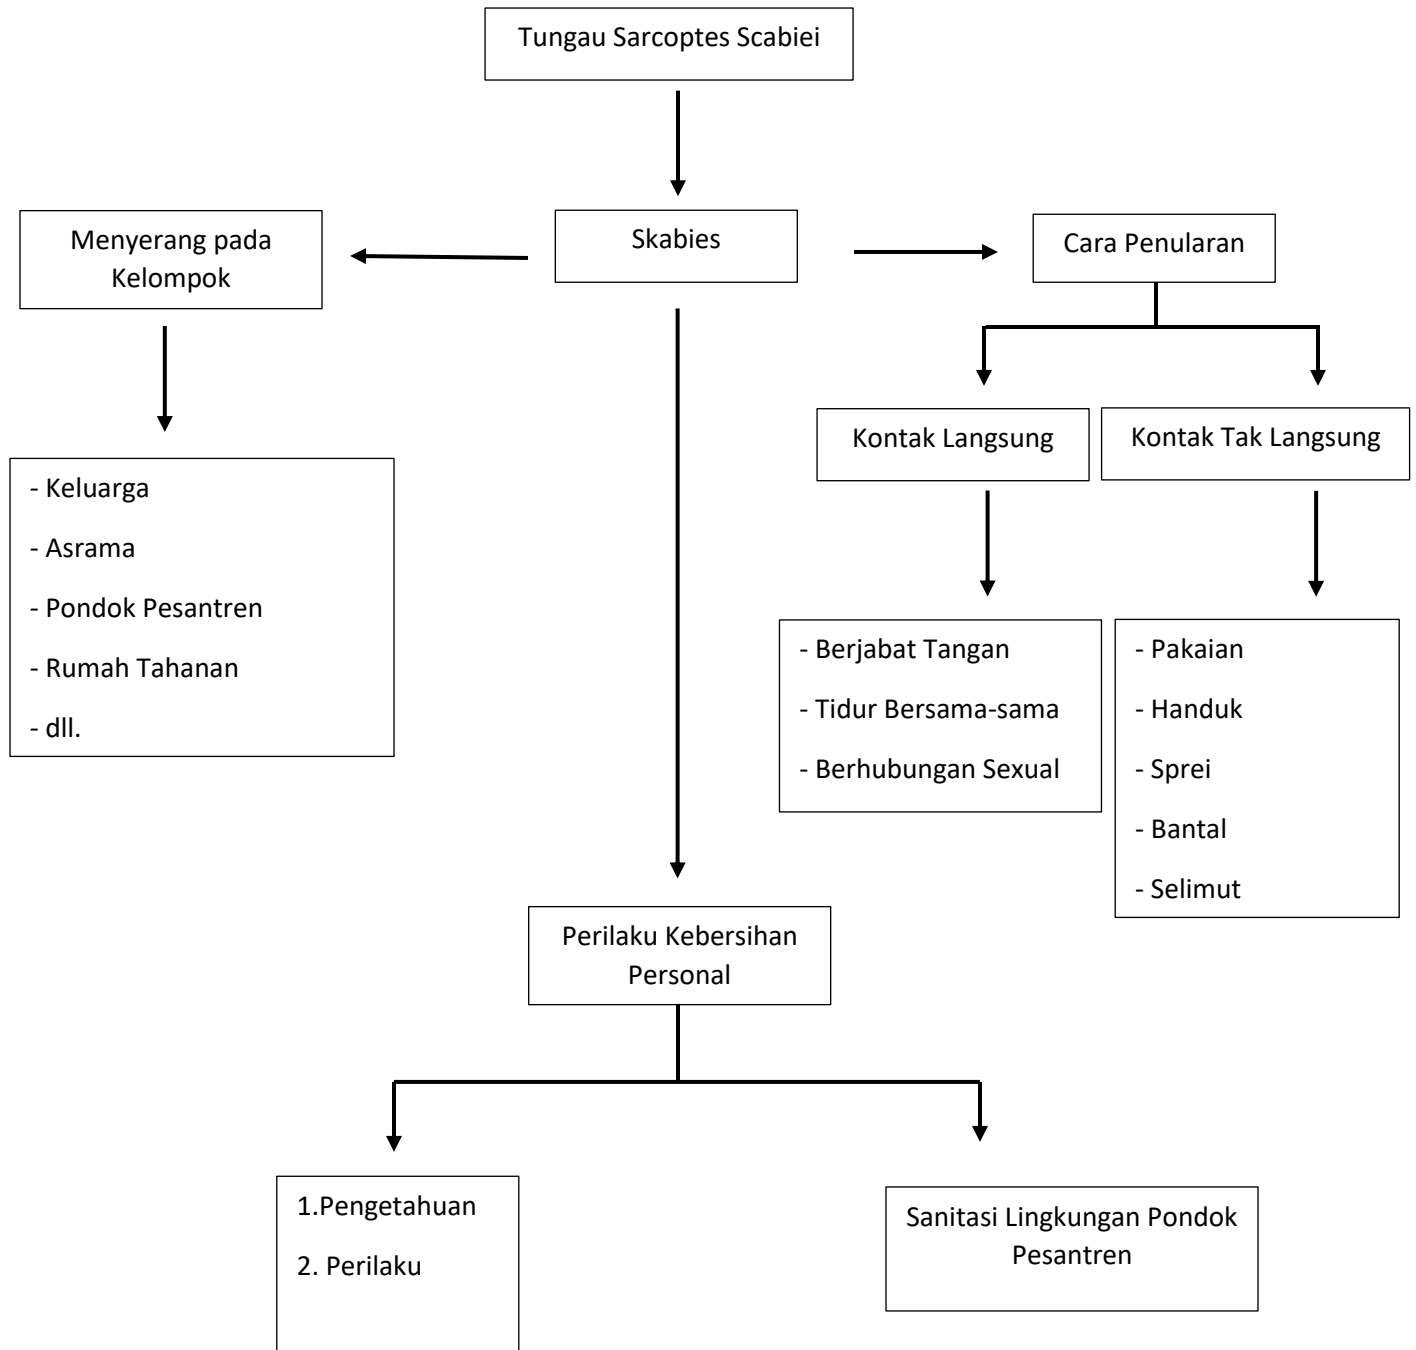 Tungau Sarcoptes Scabiei
Menyerang pada
Kelompok
Skabies
Cara Penularan
Kontak Langsung
Kontak Tak Langsung
- Keluarga
- Asrama
- Pondok Pesantren
- Rumah Tahanan
- dll.
- Berjabat Tangan
- Tidur Bersama-sama
- Berhubungan Sexual
- Pakaian
- Handuk
- Sprei
- Bantal
- Selimut
Perilaku Kebersihan
Personal
1.Pengetahuan
2. Perilaku
Sanitasi Lingkungan Pondok
Pesantren